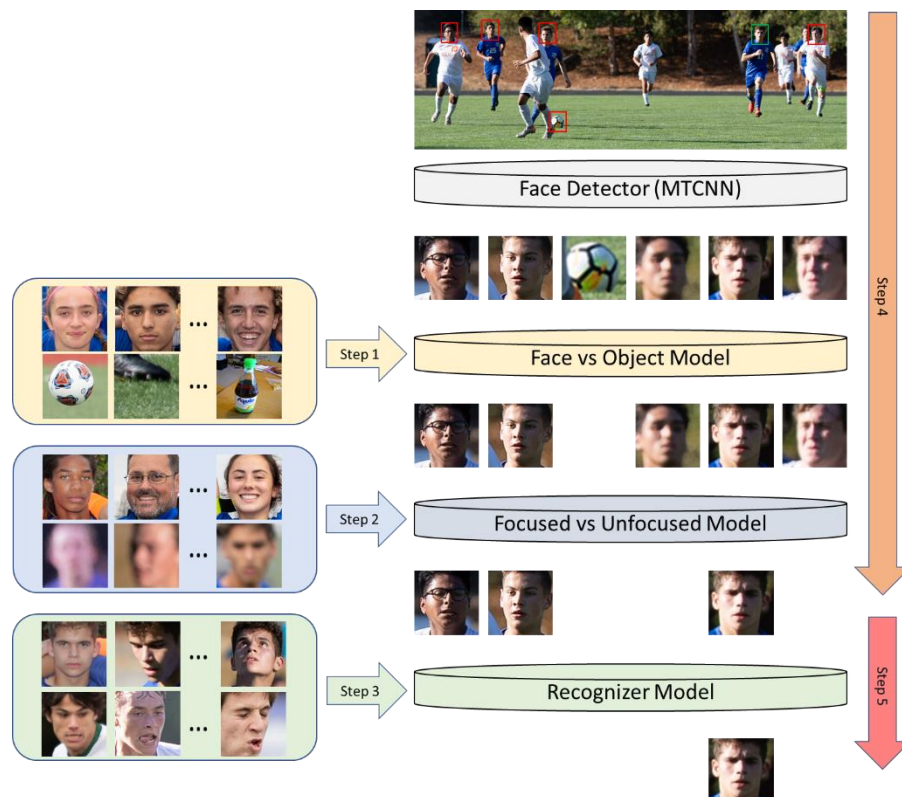 Face Detector (MTCNN)
Step 4
...
Step 1
Face vs Object Model
...
...
Step 2
Focused vs Unfocused Model
...
...
Step 3
Recognizer Model
Step 5
...